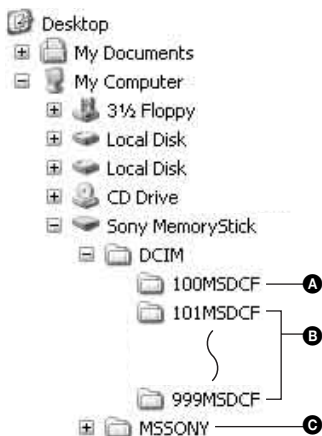 Desktop
My Documents
My Computer
3½ Floppy
Local Disk
Local Disk
CD Drive
Sony MemoryStick
DCIM
100MSDCF A
101MSDCF
B
999MSDCF
MSSONY C